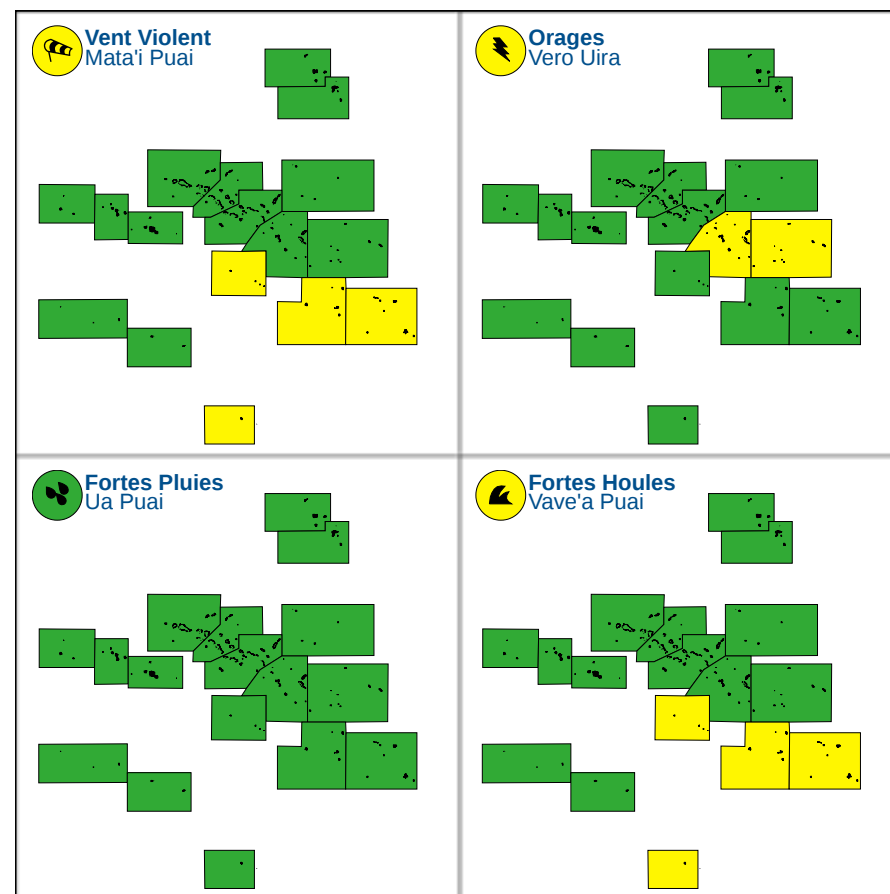 Vent Violent
Mata'i Puai
Orages
Vero Uira
Fortes Pluies
Ua Puai
Fortes Houles
Vave'a Puai